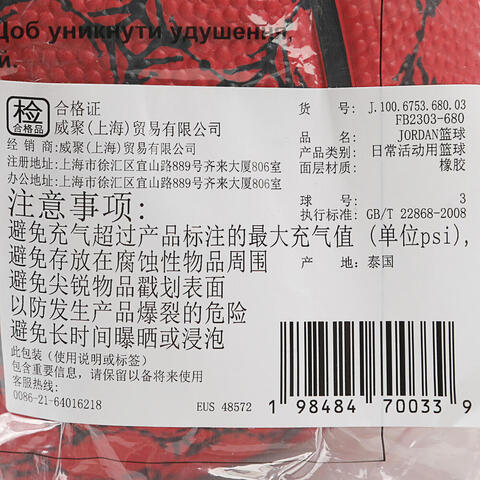 Щоб уникнути удушення,
й.
检
合格品
合格证
威聚(上海)贸易有限公司
经 销 商: 威聚(上海)贸易有限公司
注册地址: 上海市徐汇区宜山路889号齐来大厦806室
办公地址: 上海市徐汇区宜山路889号齐来大厦806室
货 号: J.100.6753.680.03
FB2303-680
JORDAN篮球
产品类别: 日常活动用篮球
面层材质: 橡胶
球 号: 3
执行标准: GB/T 22868-2008
产 地: 泰国
注意事项:
避免充气超过产品标注的最大充气值 (单位psi),
避免存放在腐蚀性物品周围
避免尖锐物品戳划表面
以防发生产品爆裂的危险
避免长时间曝晒或浸泡
此包装(使用说明或标签)
包含重要信息, 请保留以备将来使用
客服热线:
0086-21-64016218
EUS 48572
1 98484 70033 9